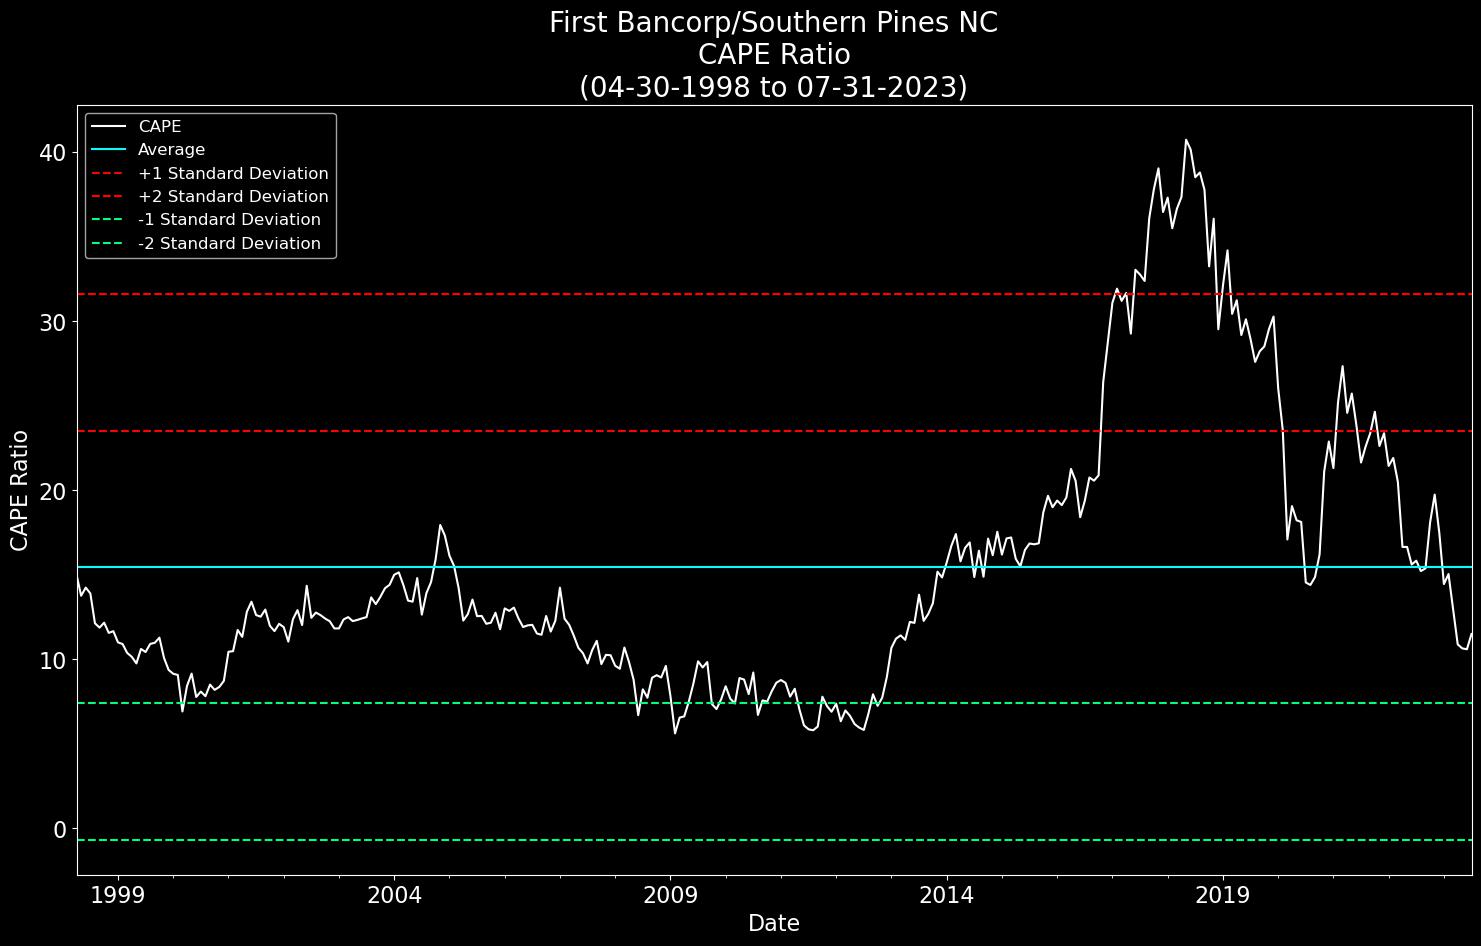 First Bancorp/Southern Pines NC
CAPE Ratio
(04-30-1998 to 07-31-2023)
CAPE
Average
+1 Standard Deviation
+2 Standard Deviation
-1 Standard Deviation
-2 Standard Deviation
CAPE Ratio
40
30
20
10
0
1999 2004 2009 2014 2019
Date